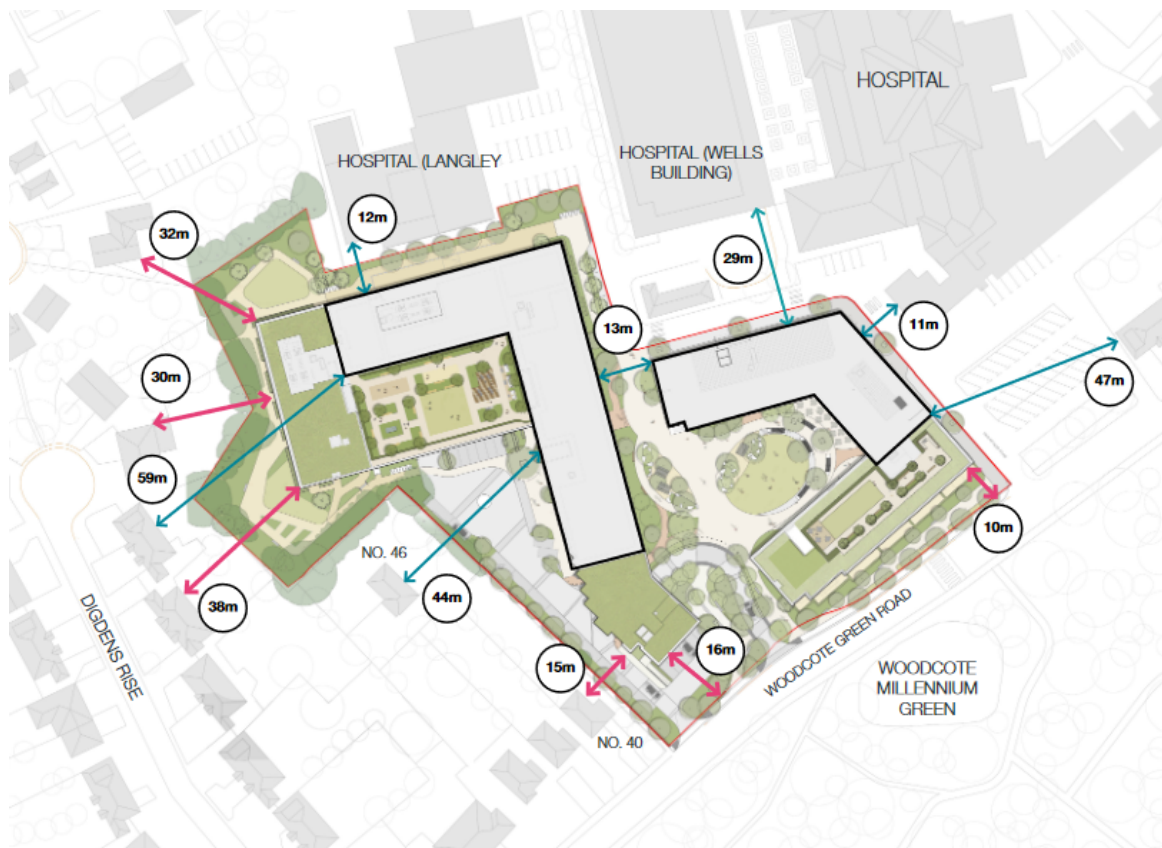 HOSPITAL
HOSPITAL (WELLS
BUILDING)
HOSPITAL (LANGLEY
12m
32m
29m
13m
11m
30m
47m
59m
10m
NO. 46
44m
38m
DIGDENS RISE
15m
16m
WOODCOTE GREEN ROAD
WOODCOTE
MILLENNIUM
GREEN
NO. 40